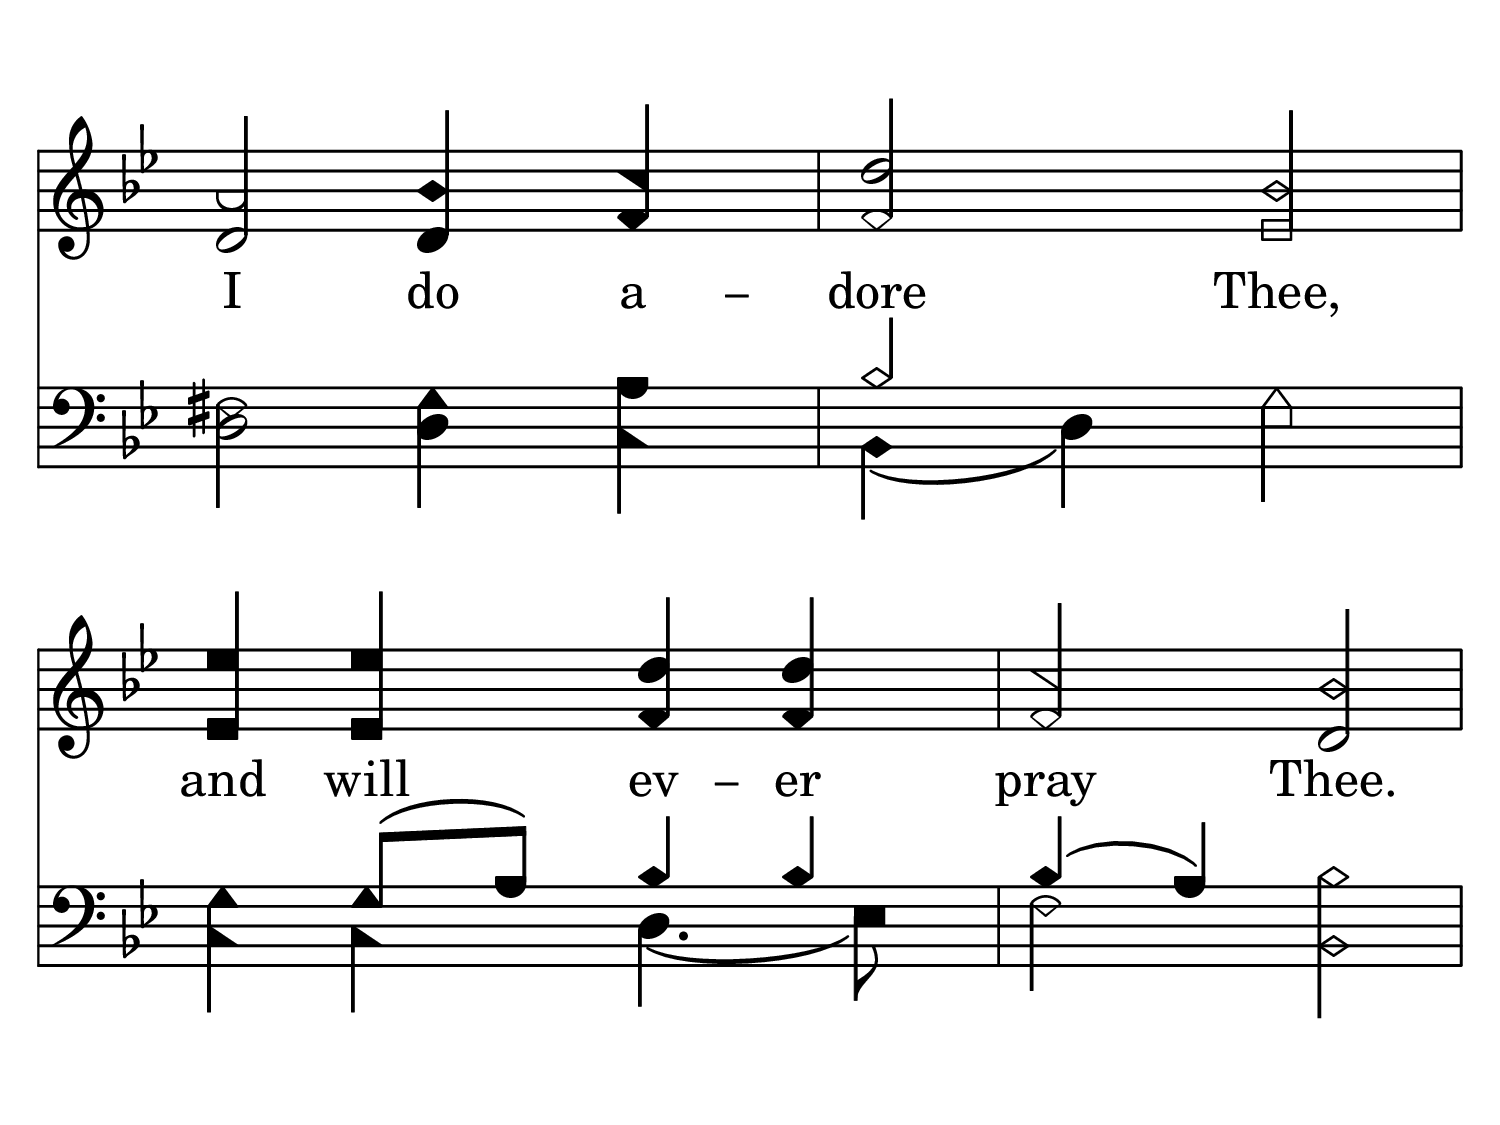 I do a – dore Thee,
and will ev – er pray Thee.